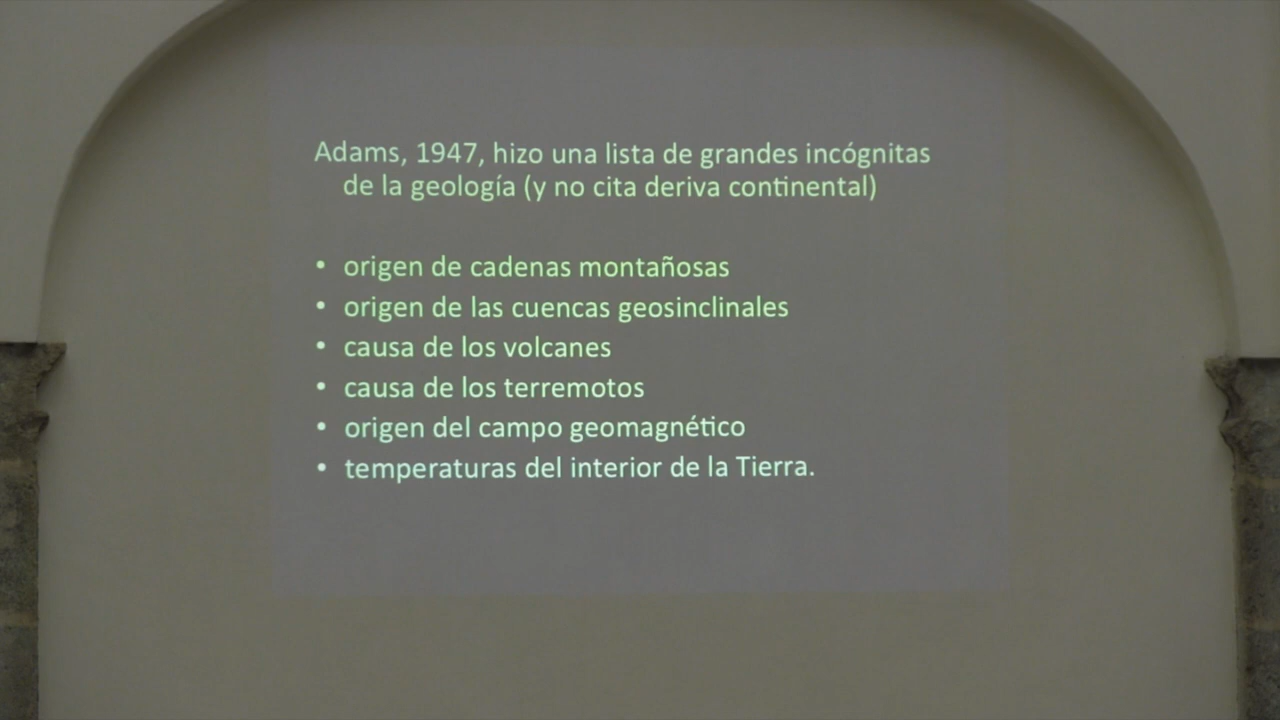 Adams, 1947, hizo una lista de grandes incógnitas
de la geología (y no cita deriva continental)
• origen de cadenas montañosas
• origen de las cuencas geosinclinales
• causa de los volcanes
• causa de los terremotos
• origen del campo geomagnético
• temperaturas del interior de la Tierra.